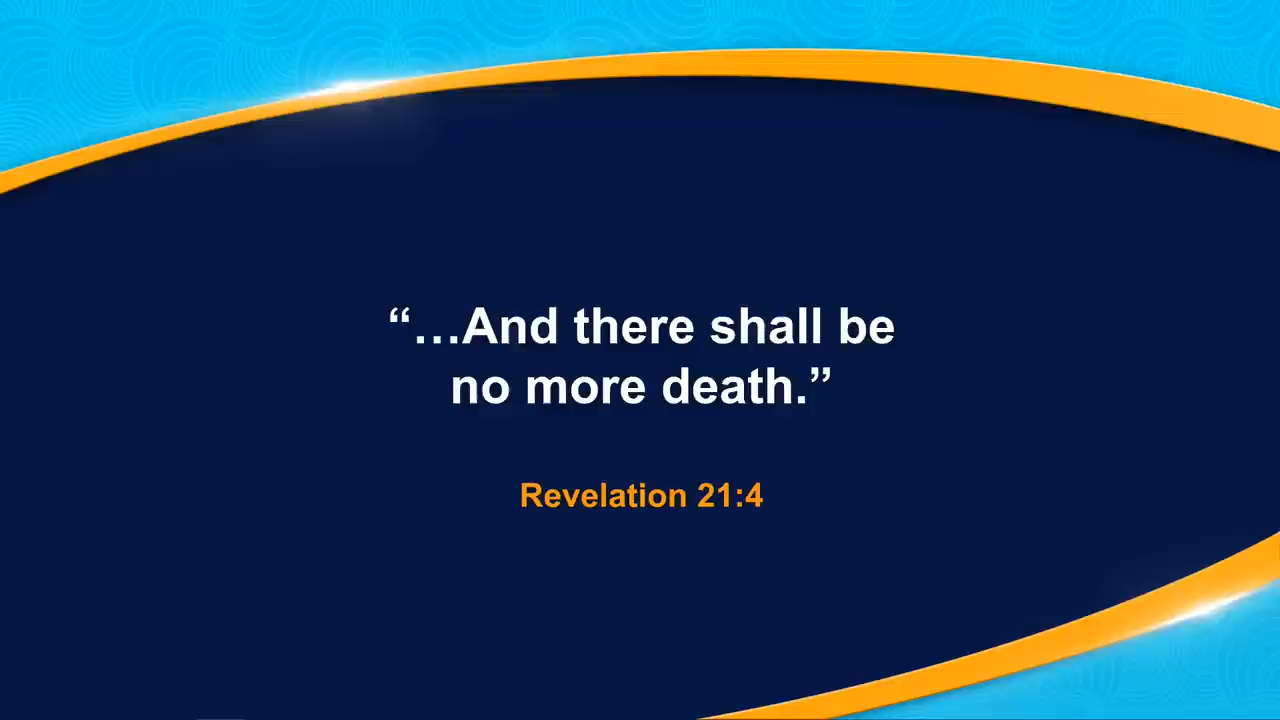 “…And there shall be
no more death.”
Revelation 21:4